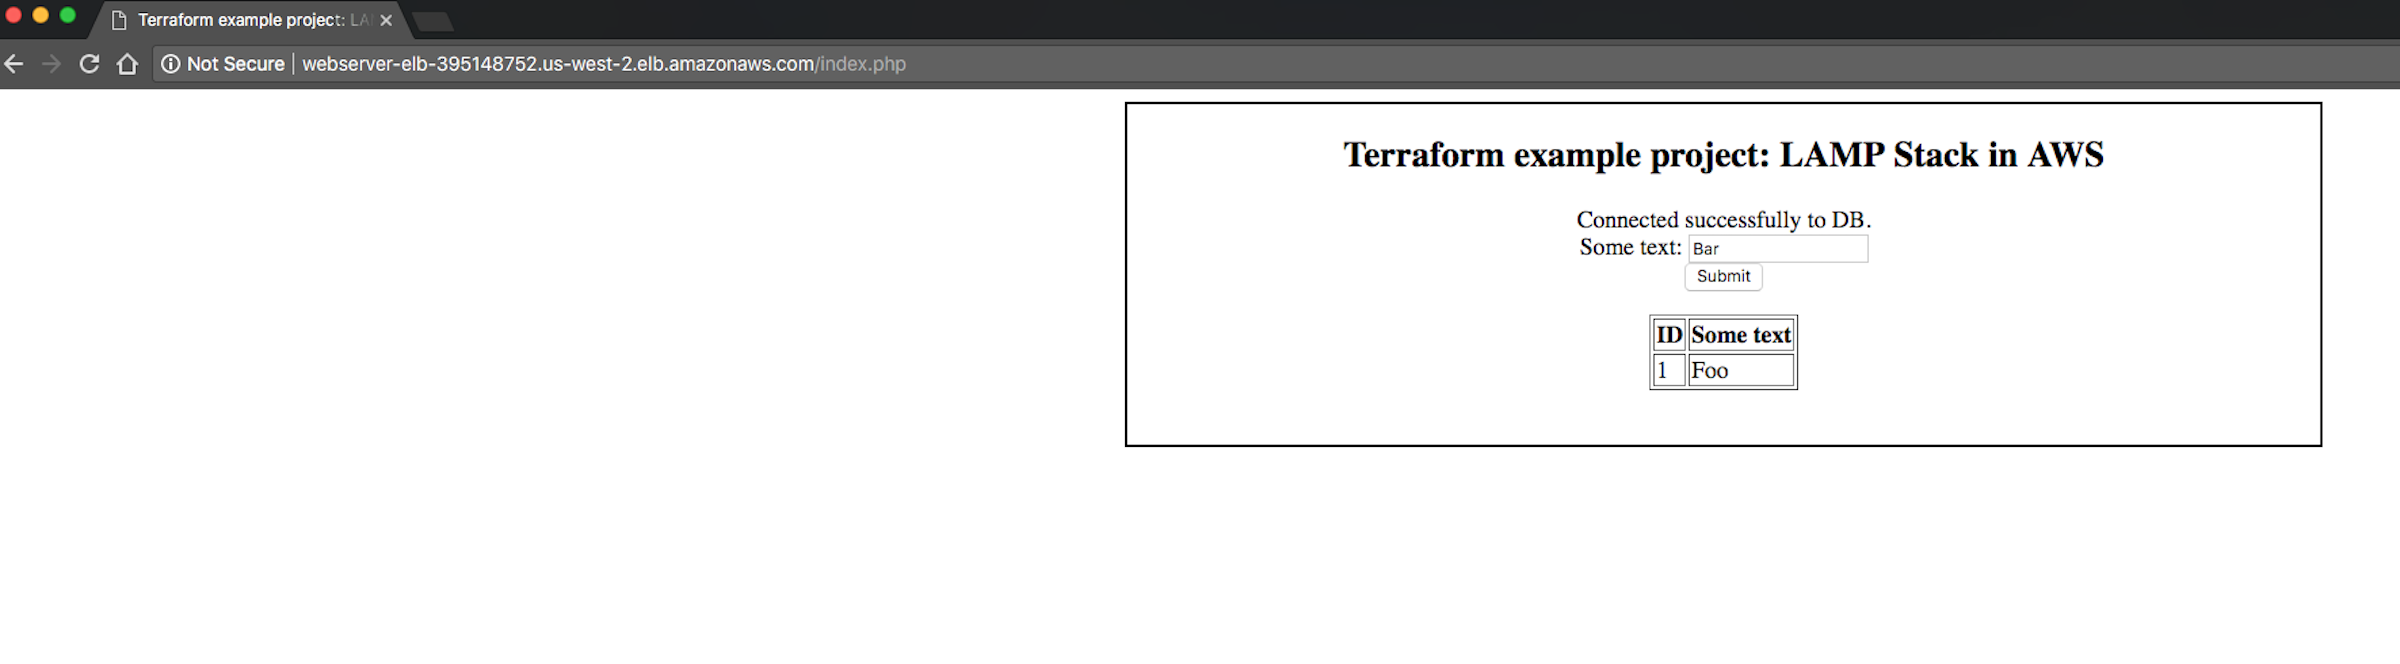 Terraform example project: LA
Not Secure | webserver-elb-395148752.us-west-2.elb.amazonaws.com/index.php
Terraform example project: LAMP Stack in AWS
Connected successfully to DB.
Some text: Bar
Submit
ID Some text
1 Foo